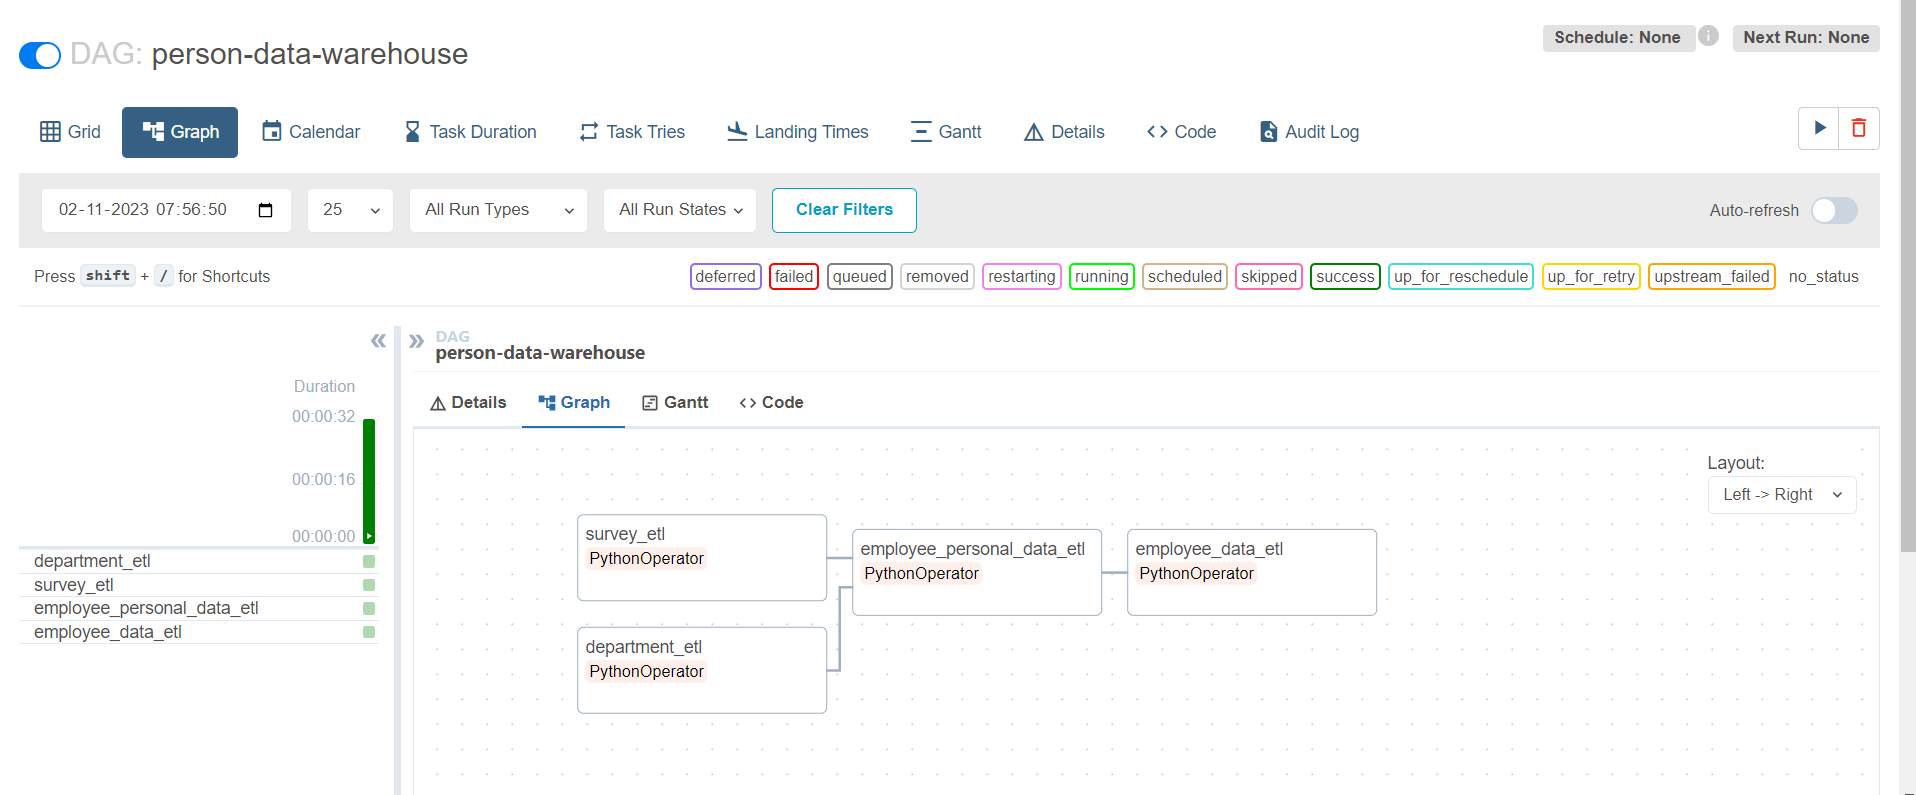 DAG: person-data-warehouse
Schedule: None
Next Run: None
Grid
Graph
Calendar
Task Duration
Task Tries
Landing Times
Gantt
Details
Code
Audit Log
02-11-2023 07:56:50
25
All Run Types
All Run States
Clear Filters
Auto-refresh
Press shift + / for Shortcuts
deferred
failed
queued
removed
restarting
running
scheduled
skipped
success
up_for_reschedule
up_for_retry
upstream_failed
no_status
Duration
00:00:32
00:00:16
00:00:00
department_etl
survey_etl
employee_personal_data_etl
employee_data_etl
DAG
person-data-warehouse
Details
Graph
Gantt
Code
Layout:
Left -> Right
survey_etl
PythonOperator
department_etl
PythonOperator
employee_personal_data_etl
PythonOperator
employee_data_etl
PythonOperator